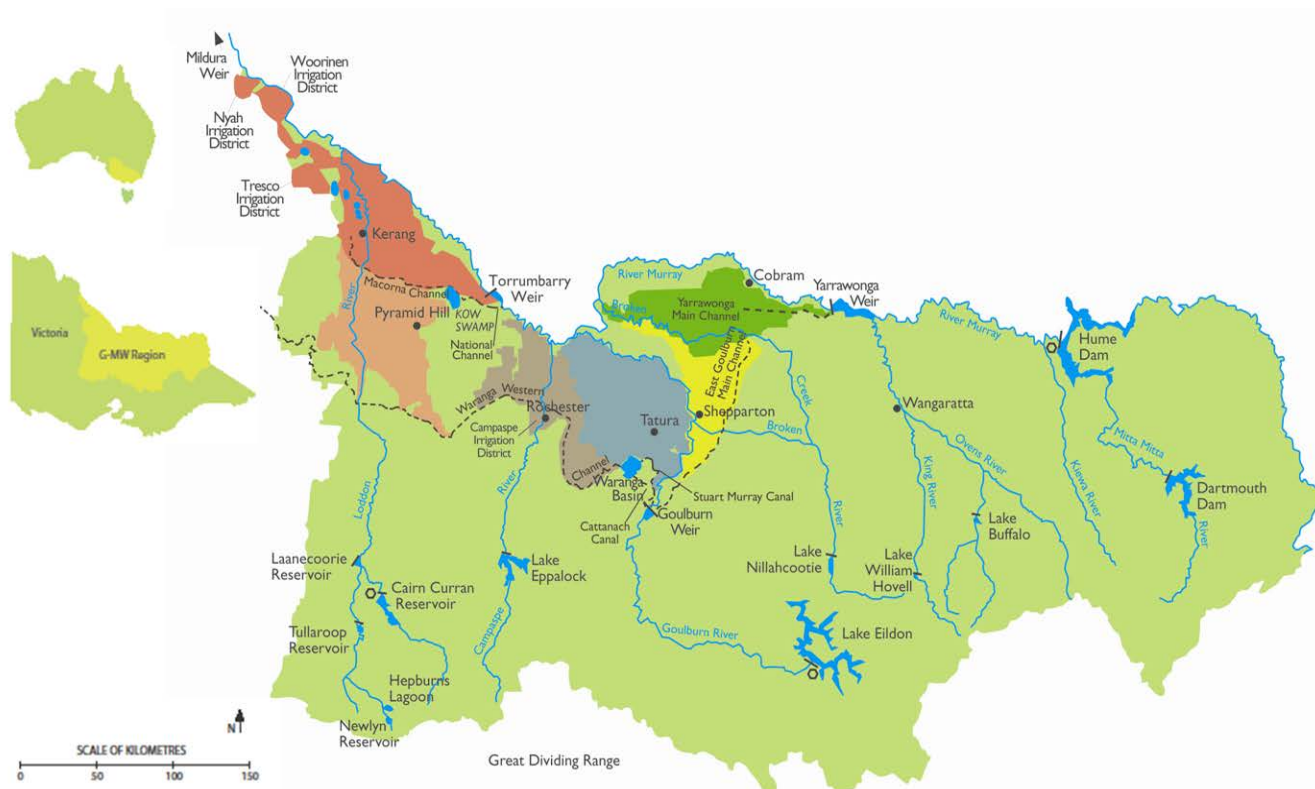 Mildura
Weir
Woorinen
Irrigation
District
Nyah
Irrigation
District
Tresco
Irrigation
District
Kerang
River
Macorna Channel
Torrumbarry
Weir
KOW
SWAMP
Pyramid Hill
National
Channel
River Murray
Cobram
Broken
Yarrawonga
Main Channel
Yarrawonga
Weir
River Murray
Hume
Dam
Victoria
G-MW Region
East Goulburn
Main Channel
Creek
Waranga Western
Rochester
Campaspe
Irrigation
District
Tatura
Shepparton
Broken
Wangaratta
Ovens River
King River
Kiewa River
Mitta Mitta
Dartmouth
Dam
River
Channel
Waranga
Basin
Stuart Murray Canal
Cattanach
Canal
Goulburn
Weir
Loddon
River
River
Lake
Buffalo
Laanecoorie
Reservoir
Cairn Curran
Reservoir
Lake
Eppalock
Lake
Nillahcootie
Lake
William
Hovell
Tullaroop
Reservoir
Campaspe
Goulburn River
Lake Eildon
Hepburns
Lagoon
Newlyn
Reservoir
N
SCALE OF KILOMETRES
0 50 100 150
Great Dividing Range